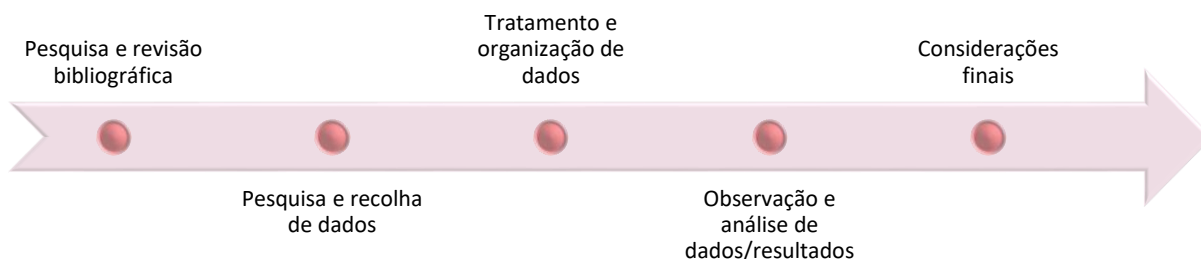 Pesquisa e revisão
bibliográfica
Pesquisa e recolha
de dados
Tratamento e
organização de
dados
Observação e
análise de
dados/resultados
Considerações
finais